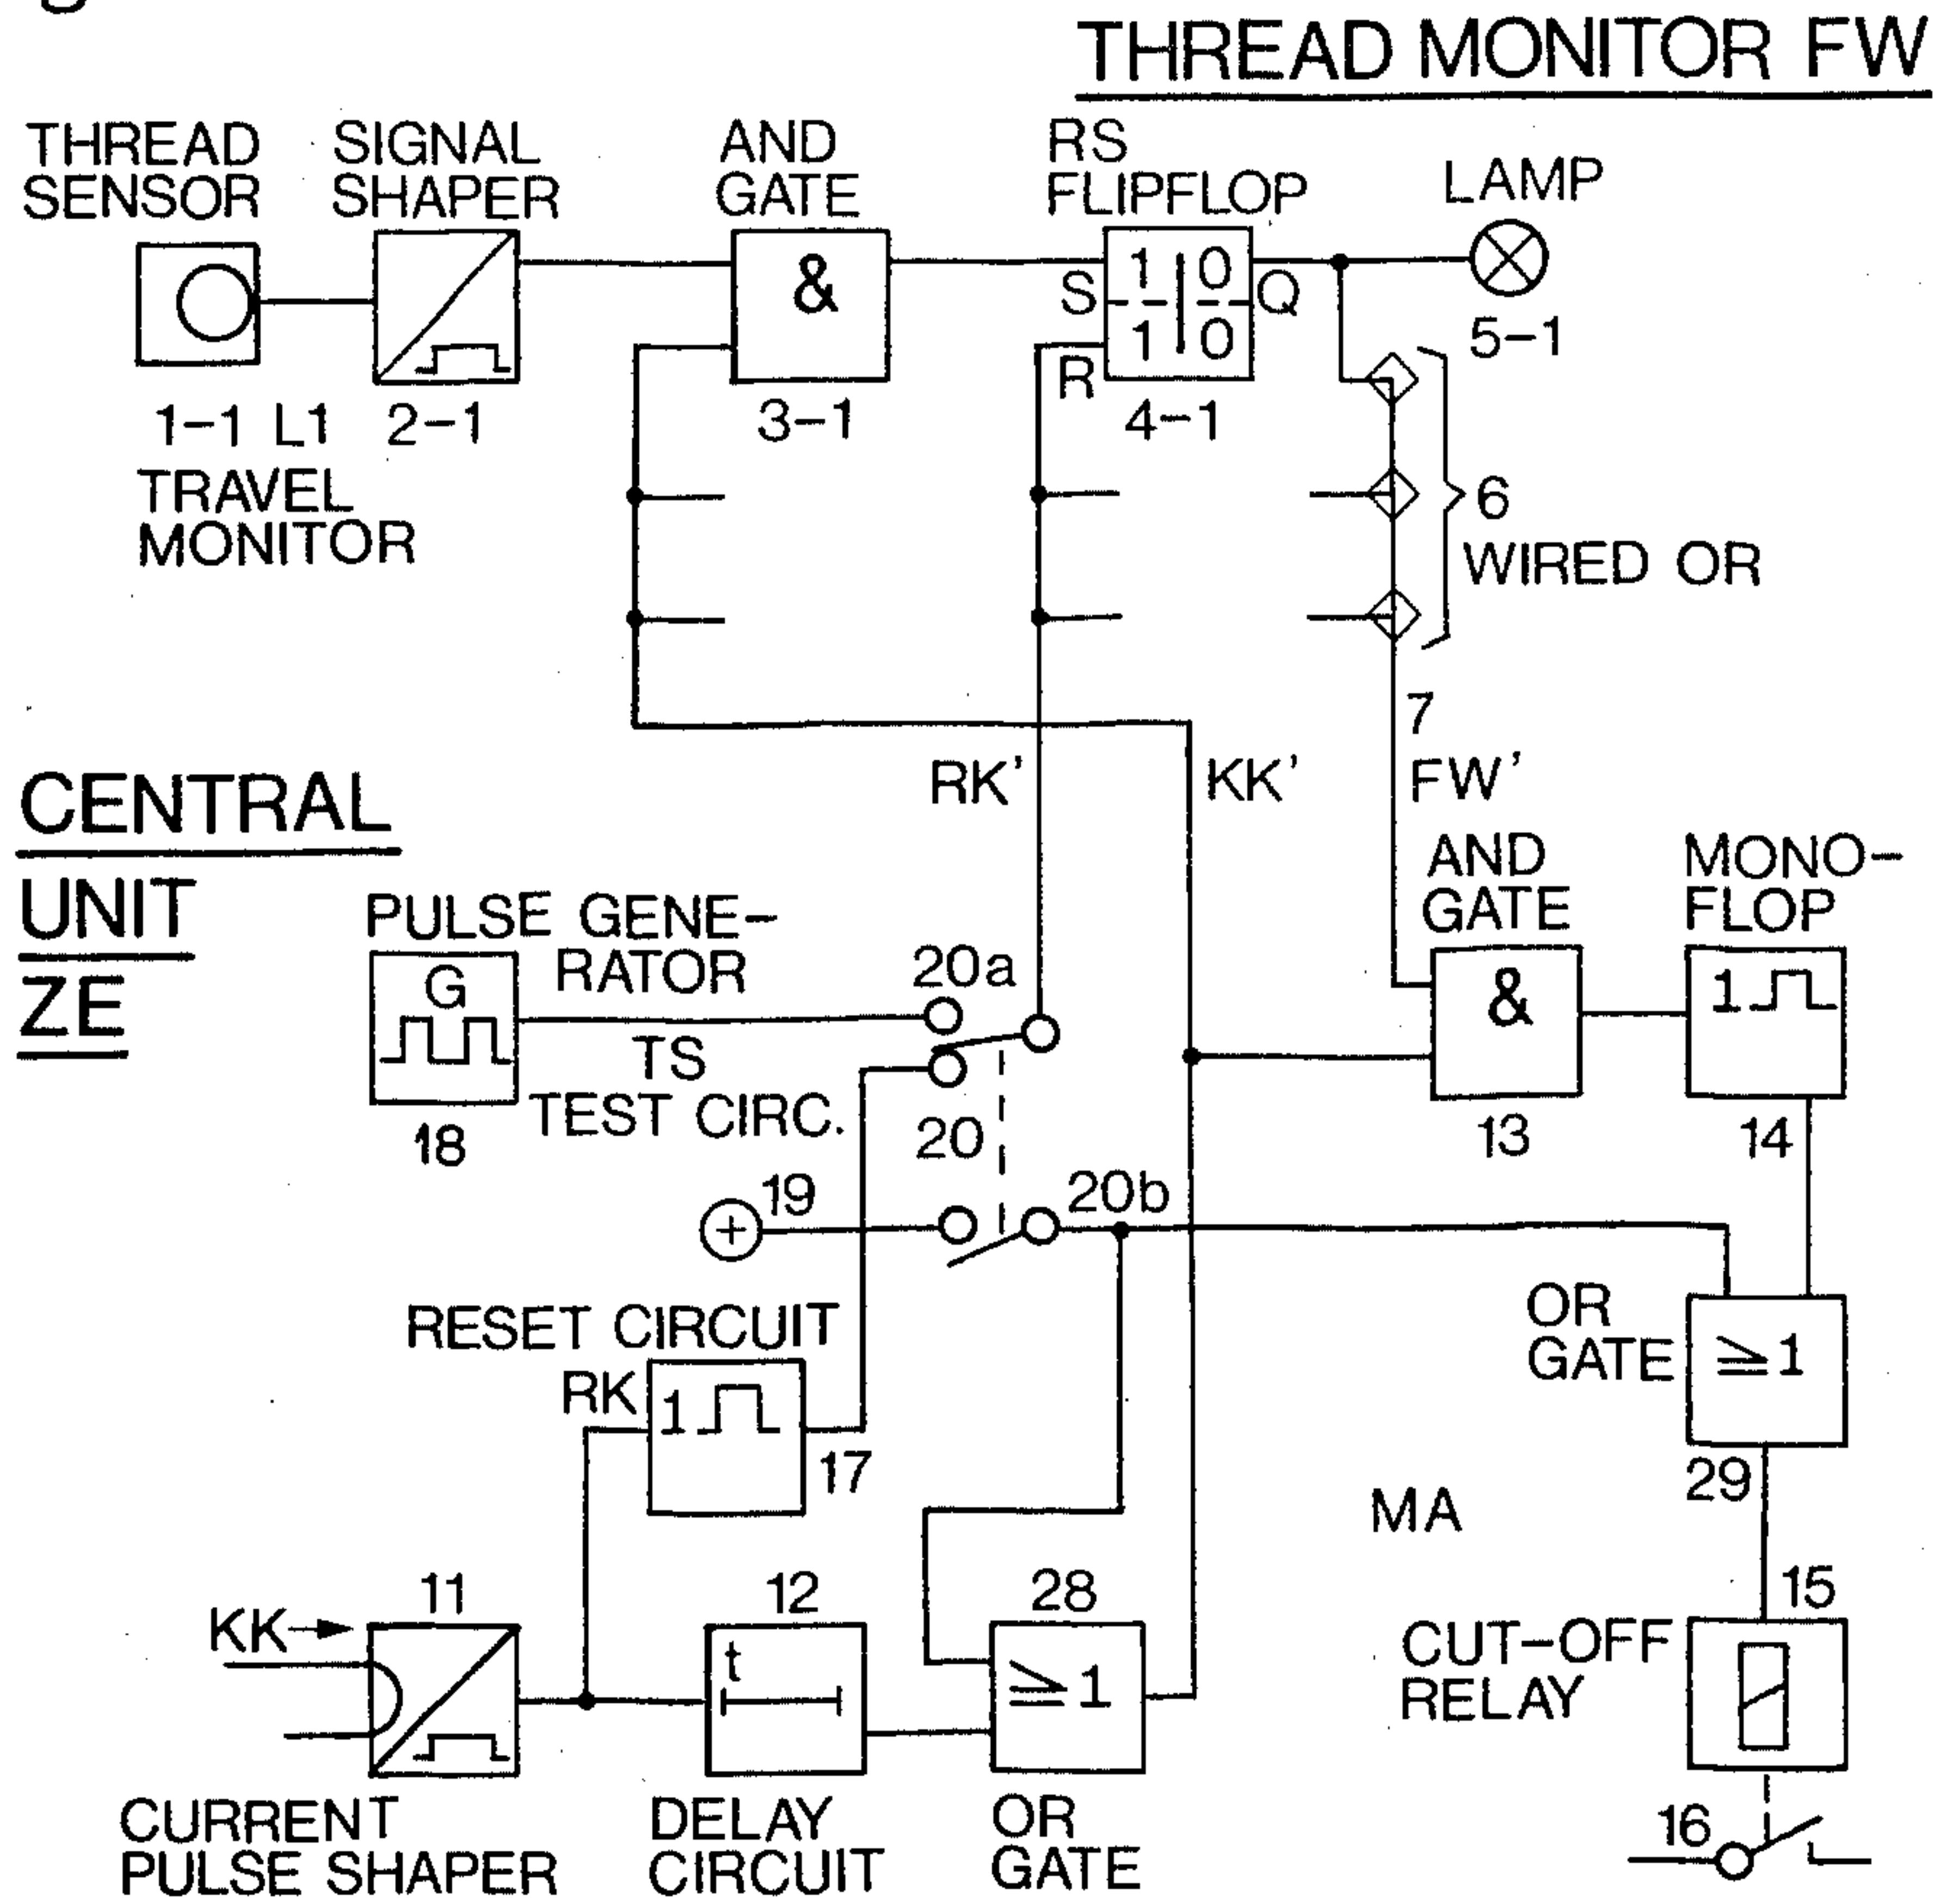 THREAD MONITOR FW
THREAD
SENSOR
SIGNAL
SHAPER
AND
GATE
RS
FLIPFLOP
LAMP
&
S
1 0
1 0
Q
R
5-1
1-1 L1
2-1
3-1
4-1
TRAVEL
MONITOR
6
WIRED OR
7
RK'
KK'
FW'
CENTRAL
UNIT
ZE
AND
GATE
MONO-
FLOP
PULSE GENE-
RATOR
G
20a
&
1
TS
TEST CIRC.
18
20
13
14
+
19
20b
RESET CIRCUIT
OR
GATE
≧1
RK
1
17
29
MA
11
12
28
15
KK
t
≧1
CUT-OFF
RELAY
16
CURRENT
PULSE SHAPER
DELAY
CIRCUIT
OR
GATE